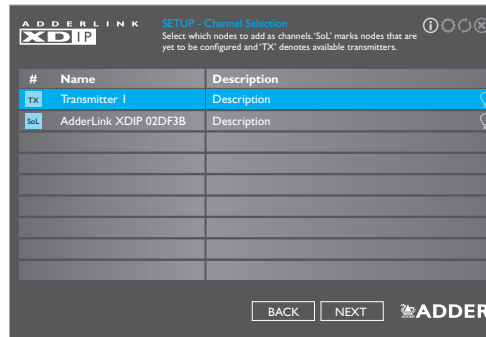 ADDERLINK
XDIP
SETUP - Channel Selection
Select which nodes to add as channels. 'SoL' marks nodes that are
yet to be configured and 'TX' denotes available transmitters.
# Name Description
TX Transmitter 1 Description
SoL AdderLink XDIP 02DF3B Description
BACK NEXT
ADDER